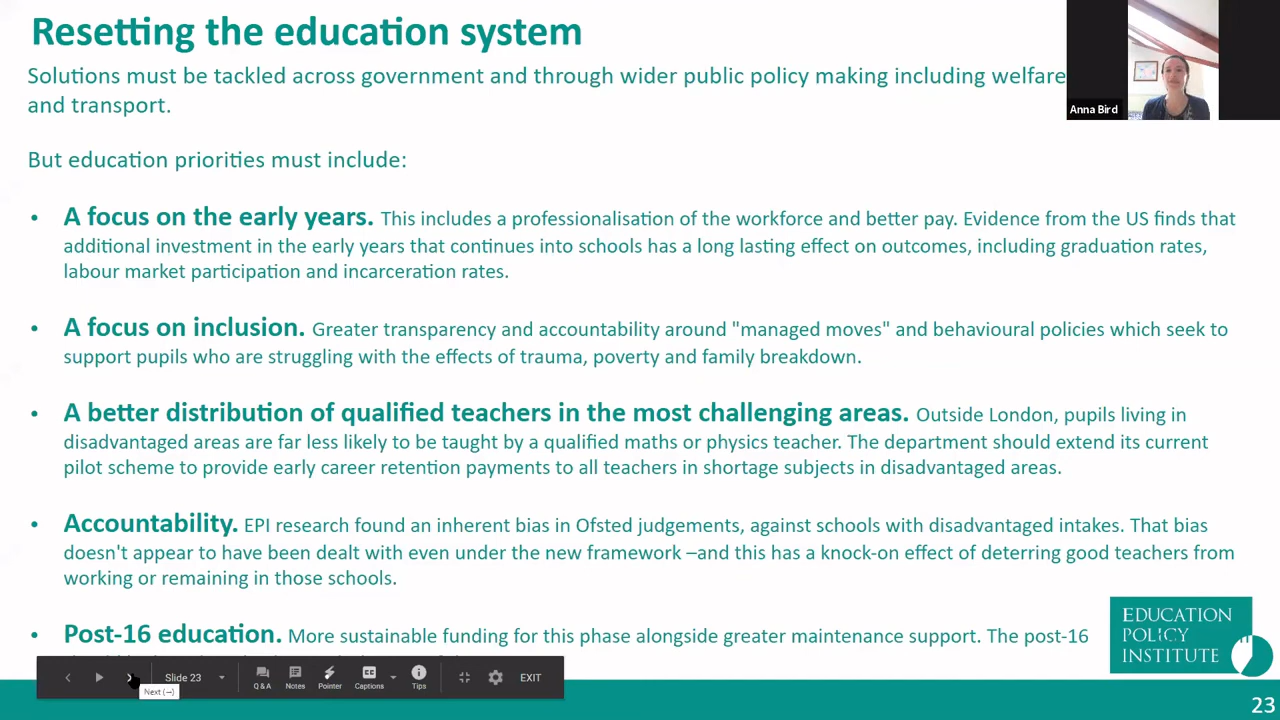 Resetting the education system
Solutions must be tackled across government and through wider public policy making including welfare
and transport.
Anna Bird
But education priorities must include:
• A focus on the early years. This includes a professionalisation of the workforce and better pay. Evidence from the US finds that
additional investment in the early years that continues into schools has a long lasting effect on outcomes, including graduation rates,
labour market participation and incarceration rates.
• A focus on inclusion. Greater transparency and accountability around "managed moves" and behavioural policies which seek to
support pupils who are struggling with the effects of trauma, poverty and family breakdown.
• A better distribution of qualified teachers in the most challenging areas. Outside London, pupils living in
disadvantaged areas are far less likely to be taught by a qualified maths or physics teacher. The department should extend its current
pilot scheme to provide early career retention payments to all teachers in shortage subjects in disadvantaged areas.
• Accountability. EPI research found an inherent bias in Ofsted judgements, against schools with disadvantaged intakes. That bias
doesn't appear to have been dealt with even under the new framework –and this has a knock-on effect of deterring good teachers from
working or remaining in those schools.
• Post-16 education. More sustainable funding for this phase alongside greater maintenance support. The post-16
EDUCATION
POLICY
INSTITUTE
Slide 23
Q & A
Notes
Pointer
Captions
Tips
EXIT
Next (→)
23